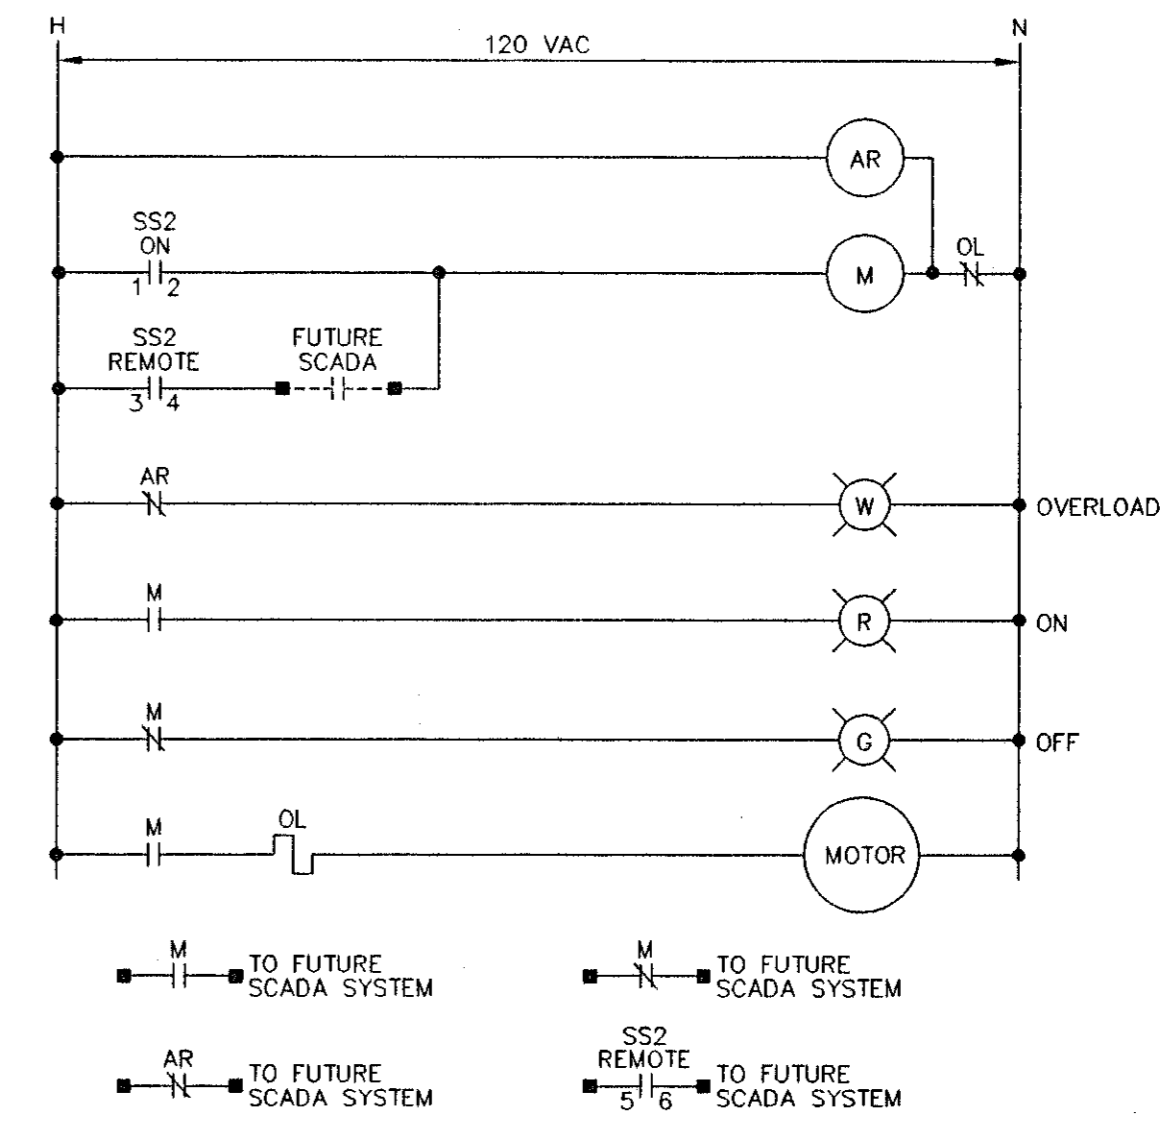 H
N
120 VAC
AR
SS2
ON
1 2
M
OL
SS2
REMOTE
3 4
FUTURE
SCADA
AR
W
OVERLOAD
M
R
ON
M
G
OFF
M
OL
MOTOR
M
TO FUTURE
SCADA SYSTEM
M
TO FUTURE
SCADA SYSTEM
AR
TO FUTURE
SCADA SYSTEM
SS2
REMOTE
5 6
TO FUTURE
SCADA SYSTEM